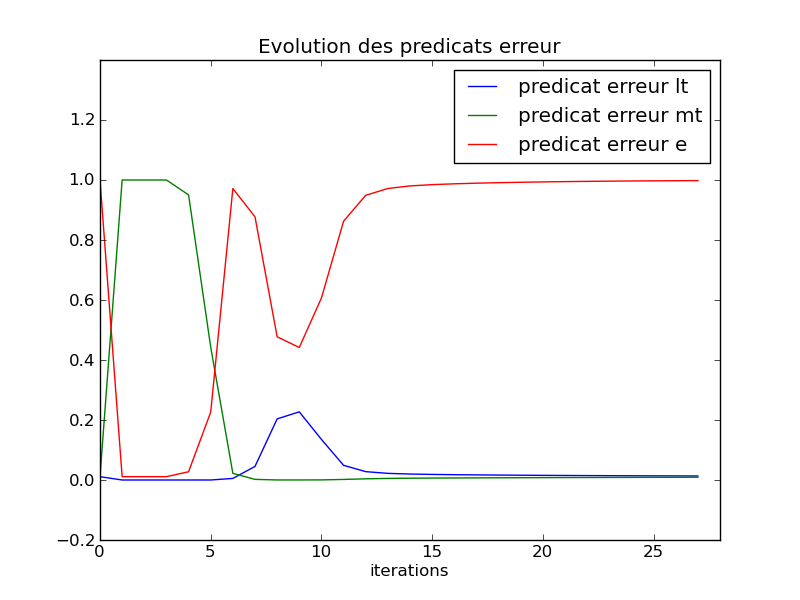 Evolution des predicats erreur
predicat erreur lt
predicat erreur mt
predicat erreur e
1.2
1.0
0.8
0.6
0.4
0.2
0.0
−0.2
0 5 10 15 20 25
iterations